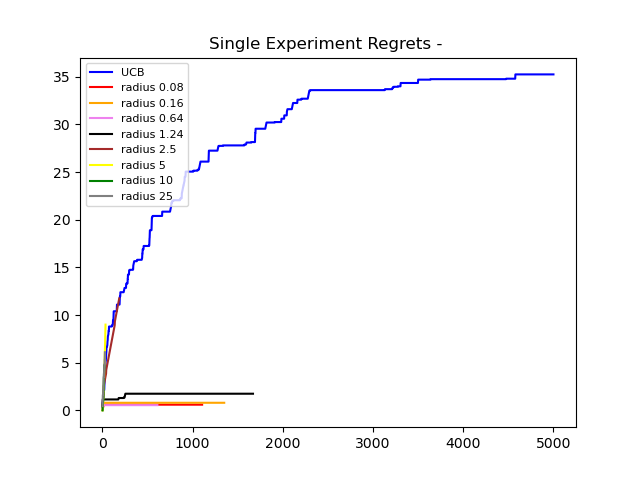 Single Experiment Regrets -
UCB
radius 0.08
radius 0.16
radius 0.64
radius 1.24
radius 2.5
radius 5
radius 10
radius 25
35
30
25
20
15
10
5
0
0 1000 2000 3000 4000 5000